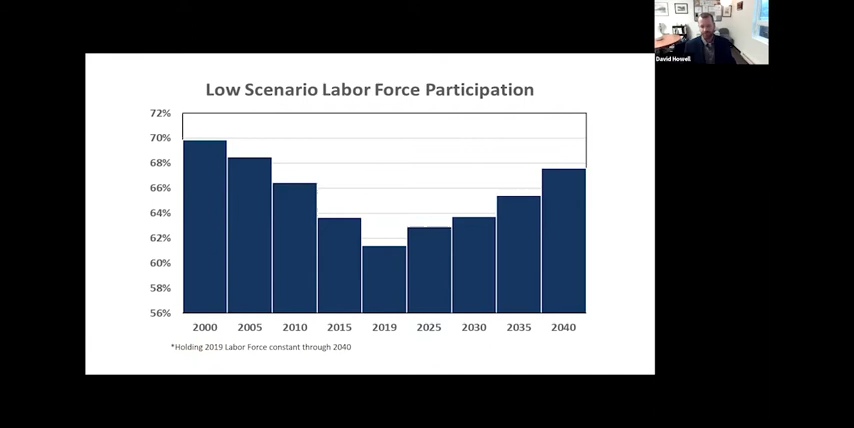 David Howell
Low Scenario Labor Force Participation
72%
70%
68%
66%
64%
62%
60%
58%
56%
2000 2005 2010 2015 2019 2025 2030 2035 2040
*Holding 2019 Labor Force constant through 2040